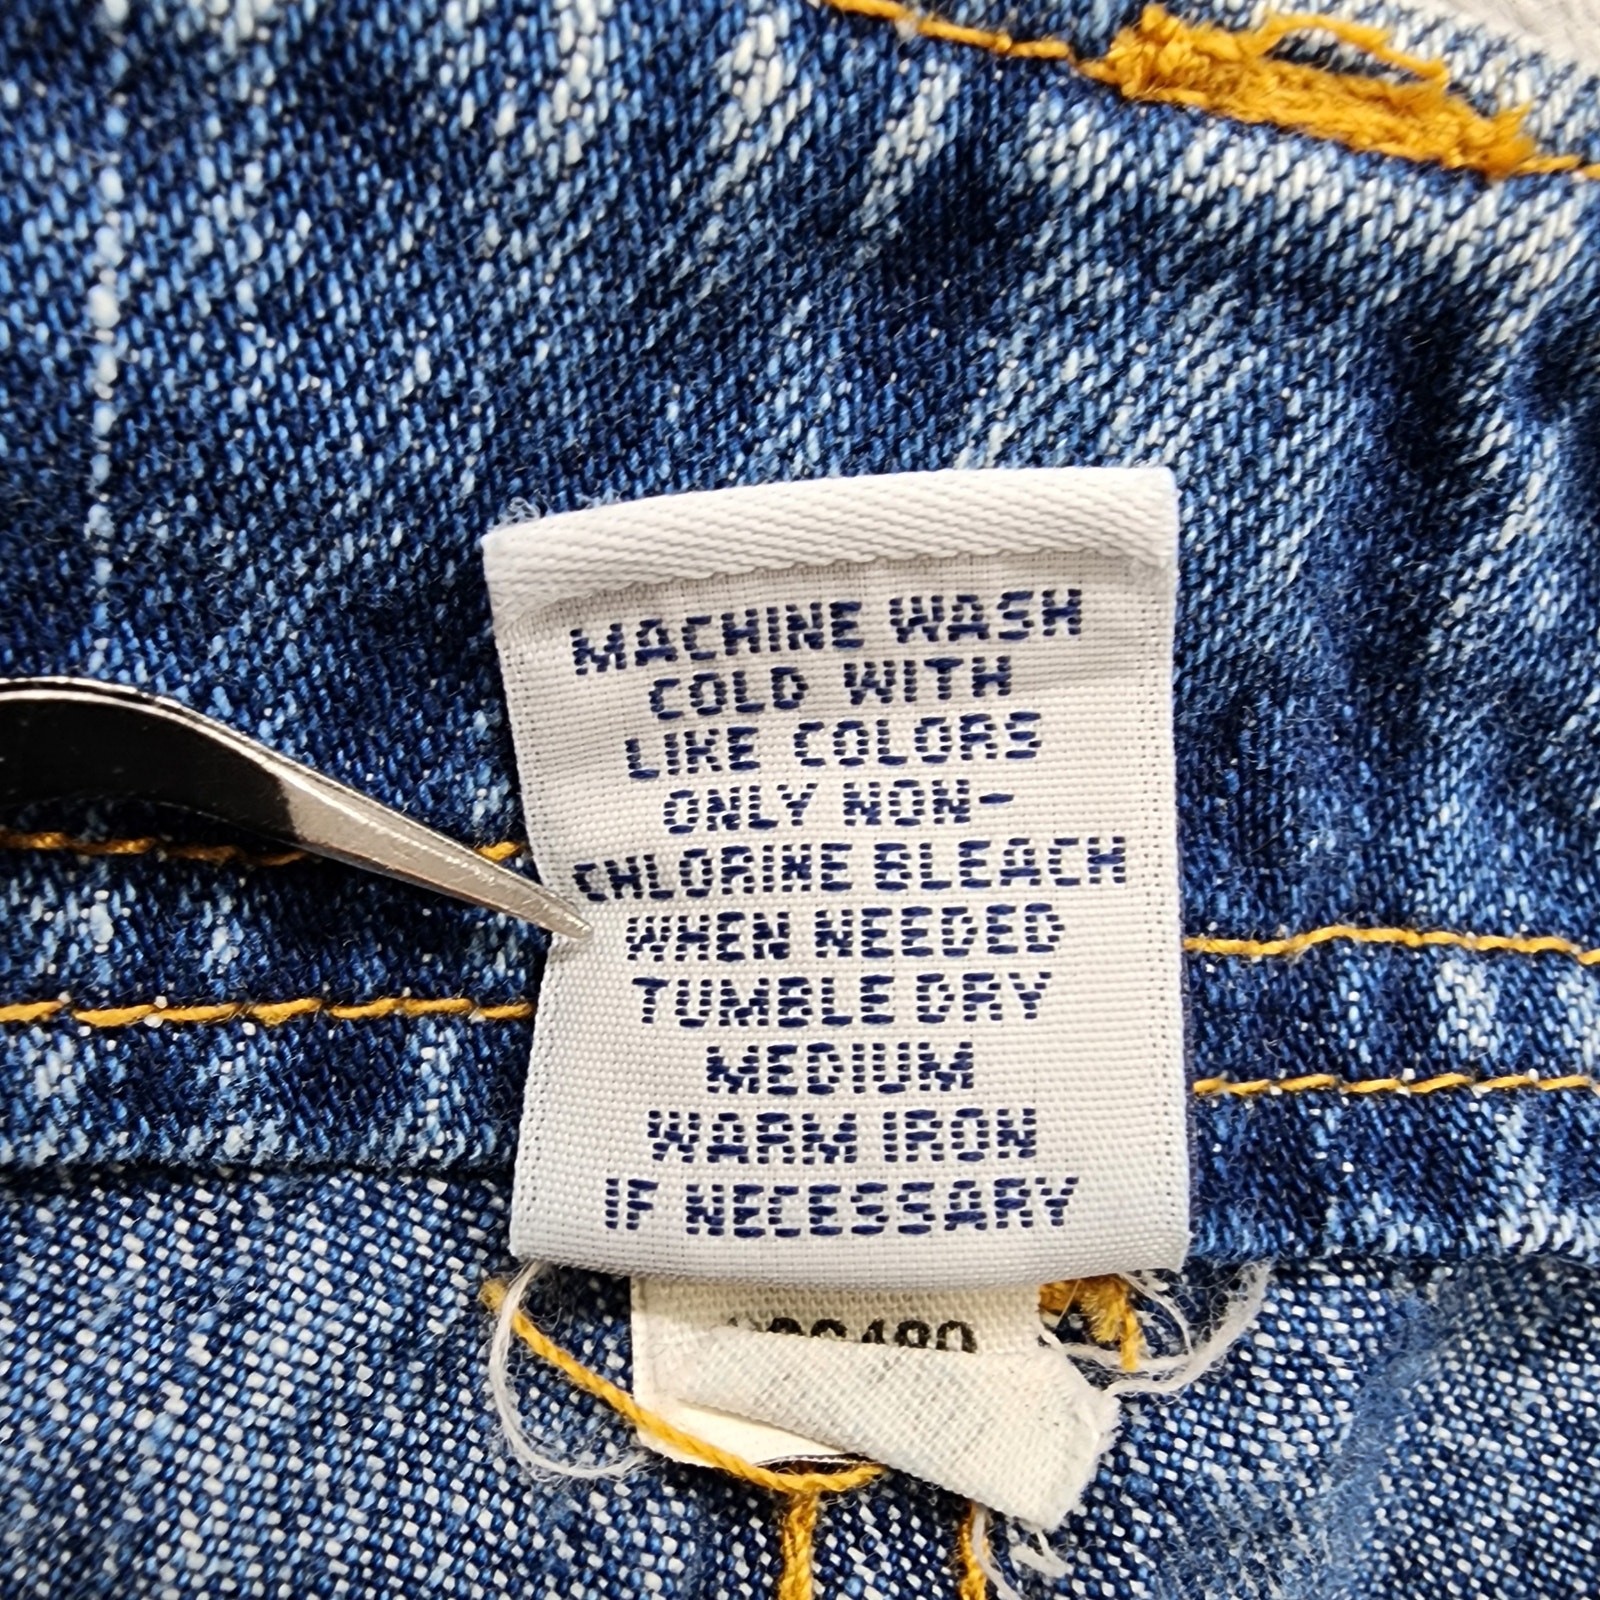 MACHINE WASH
COLD WITH
LIKE COLORS
ONLY NON-
CHLORINE BLEACH
WHEN NEEDED
TUMBLE DRY
MEDIUM
WARM IRON
IF NECESSARY